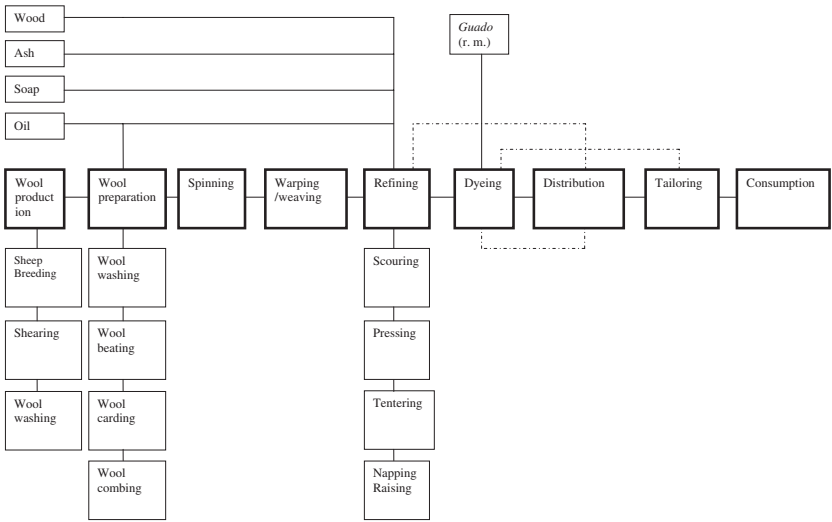 Wood
Ash
Soap
Oil
Guado
(r. m.)
Wool
product
ion
Wool
preparation
Spinning
Warping
/weaving
Refining
Dyeing
Distribution
Tailoring
Consumption
Sheep
Breeding
Shearing
Wool
washing
Wool
washing
Wool
beating
Wool
carding
Wool
combing
Scouring
Pressing
Tentering
Napping
Raising